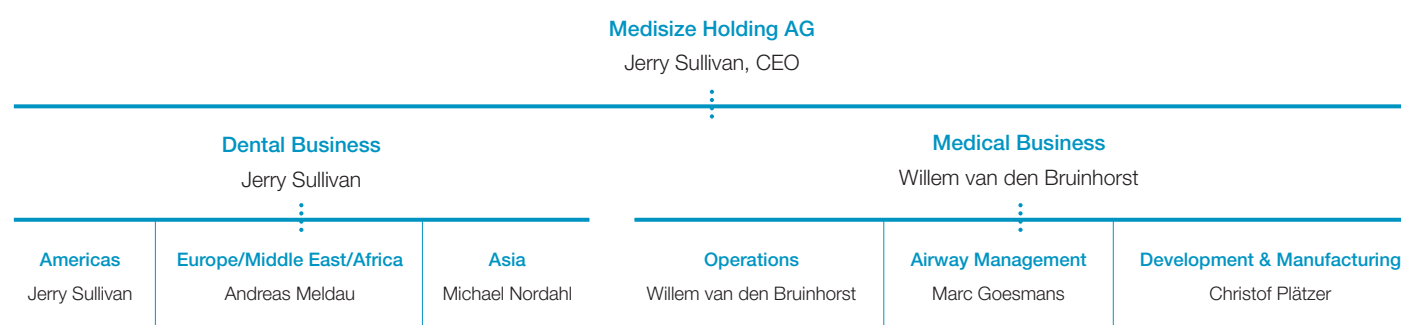 Medisize Holding AG
Jerry Sullivan, CEO
Dental Business
Jerry Sullivan
Medical Business
Willem van den Bruinhorst
Americas
Jerry Sullivan
Europe/Middle East/Africa
Andreas Meldau
Asia
Michael Nordahl
Operations
Willem van den Bruinhorst
Airway Management
Marc Goesmans
Development & Manufacturing
Christof Plätzer